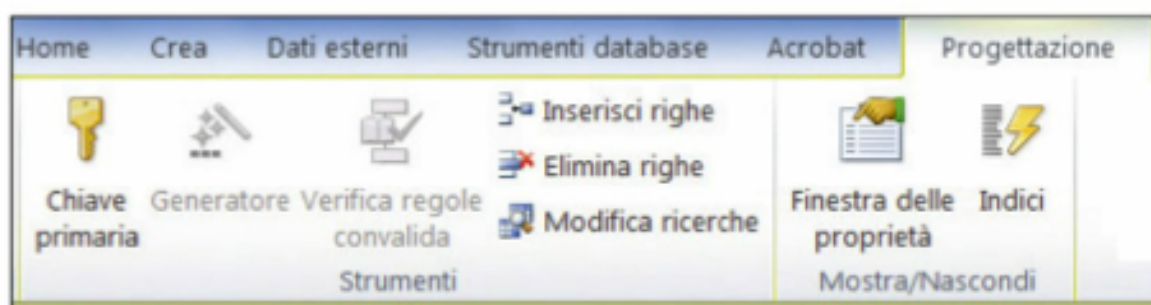 Home Crea Dati esterni Strumenti database Acrobat Progettazione
Chiave primaria
Generatore
Verifica regole convalida
Inserisci righe
Elimina righe
Modifica ricerche
Strumenti
Finestra delle proprietà
Indici
Mostra/Nascondi